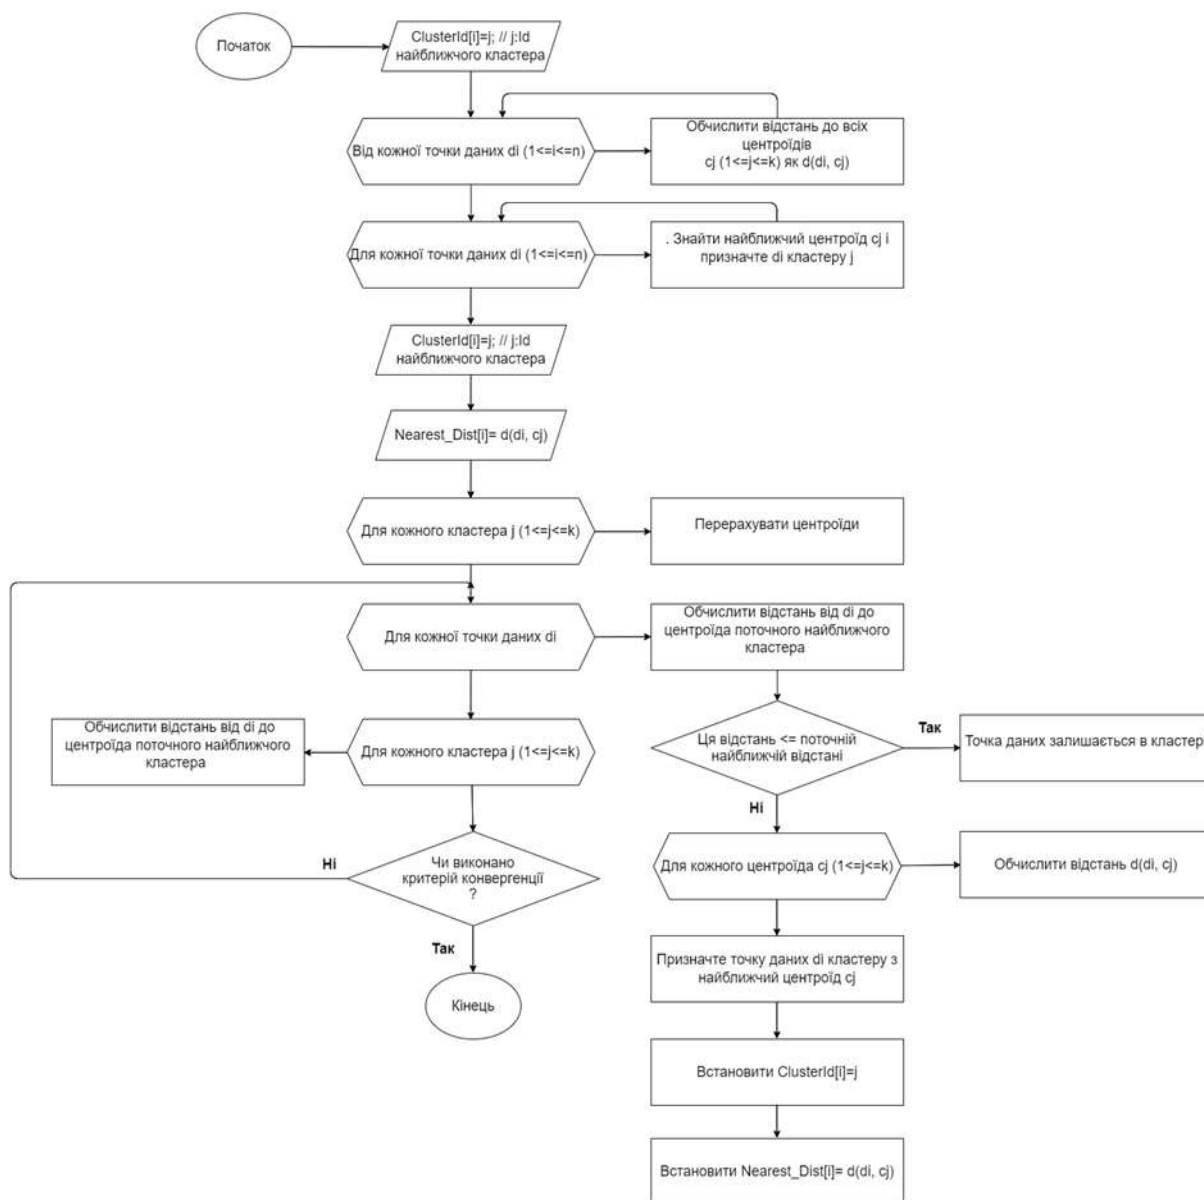 Початок
ClusterId[i]=j; // j:Id
найближчого кластера
Від кожної точки даних di (1<=i<=n)
Обчислити відстань до всіх
центроїдів
cj (1<=j<=k) як d(di, cj)
Для кожної точки даних di (1<=i<=n)
. Знайти найближчий центроїд cj і
призначте di кластеру j
ClusterId[i]=j; // j:Id
найближчого кластера
Nearest_Dist[i]= d(di, cj)
Для кожного кластера j (1<=j<=k)
Перерахувати центроїди
Для кожної точки даних di
Обчислити відстань від di до
центроїда поточного найближчого
кластера
Обчислити відстань від di до
центроїда поточного найближчого
кластера
Для кожного кластера j (1<=j<=k)
Ця відстань <= поточній
найближчій відстані
Так
Точка даних залишається в кластер
Ні
Ні
Чи виконано
критерій конвергенції
?
Для кожного центроїда cj (1<=j<=k)
Обчислити відстань d(di, cj)
Так
Кінець
Призначте точку даних di кластеру з
найближчий центроїд cj
Встановити ClusterId[i]=j
Встановити Nearest_Dist[i]= d(di, cj)